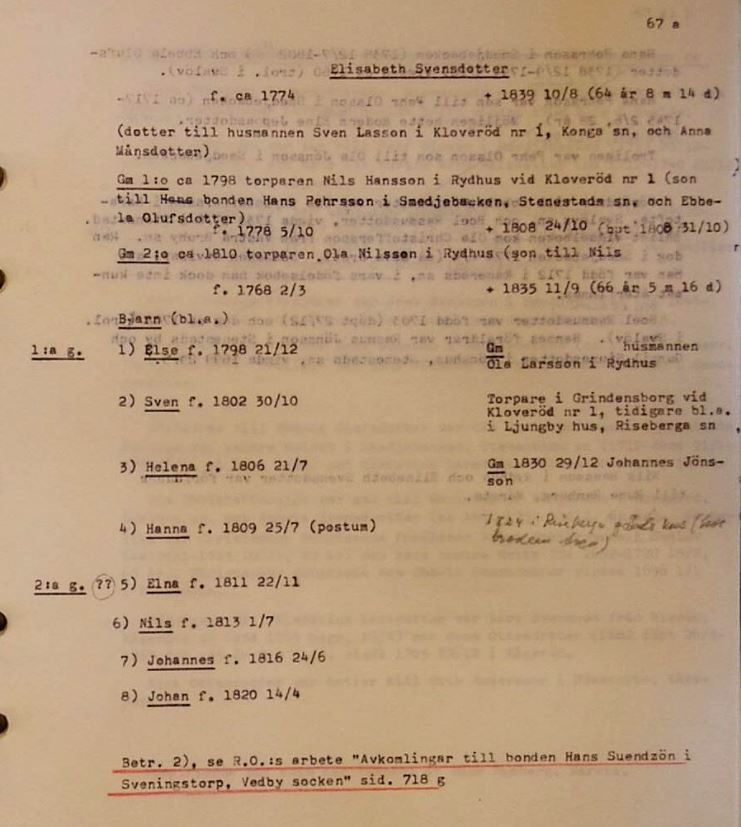 67 a
Elisabeth Svensdotter
f. ca 1774 + 1839 10/8 (64 år 8 m 14 d)
(dotter till husmannen Sven Lasson i Kloveröd nr 1, Konga sn, och Anna
Månsdotter)
Gm 1:o ca 1798 torparen Nils Hansson i Rydhus vid Kloveröd nr 1 (son
till Hans bonden Hans Pehrsson i Smedjebacken, Stenestads sn, och Ebbe-
la Olufsdotter)
f. 1778 5/10 + 1808 24/10 (bgt 1808 31/10)
Gm 2:o ca 1810 torparen Ola Nilsson i Rydhus (son till Nils
f. 1768 2/3 + 1835 11/9 (66 år 5 m 16 d)
Barn (bl.a.)
1:a g. 1) Else f. 1798 21/12 Gm husmannen
Ola Larsson i Rydhus
2) Sven f. 1802 30/10 Torpare i Grindensborg vid
Kloveröd nr 1, tidigare bl.a.
i Ljungby hus, Riseberga sn
3) Helena f. 1806 21/7 Gm 1830 29/12 Johannes Jöns-
son
4) Hanna f. 1809 25/7 (postum) 1824 i Riseberga
brodern
2:a g. ?? 5) Elna f. 1811 22/11
6) Nils f. 1813 1/7
7) Johannes f. 1816 24/6
8) Johan f. 1820 14/4
Betr. 2), se R.O.:s arbete "Avkomlingar till bonden Hans Suendzön i
Sveningstorp, Vedby socken" sid. 718 g